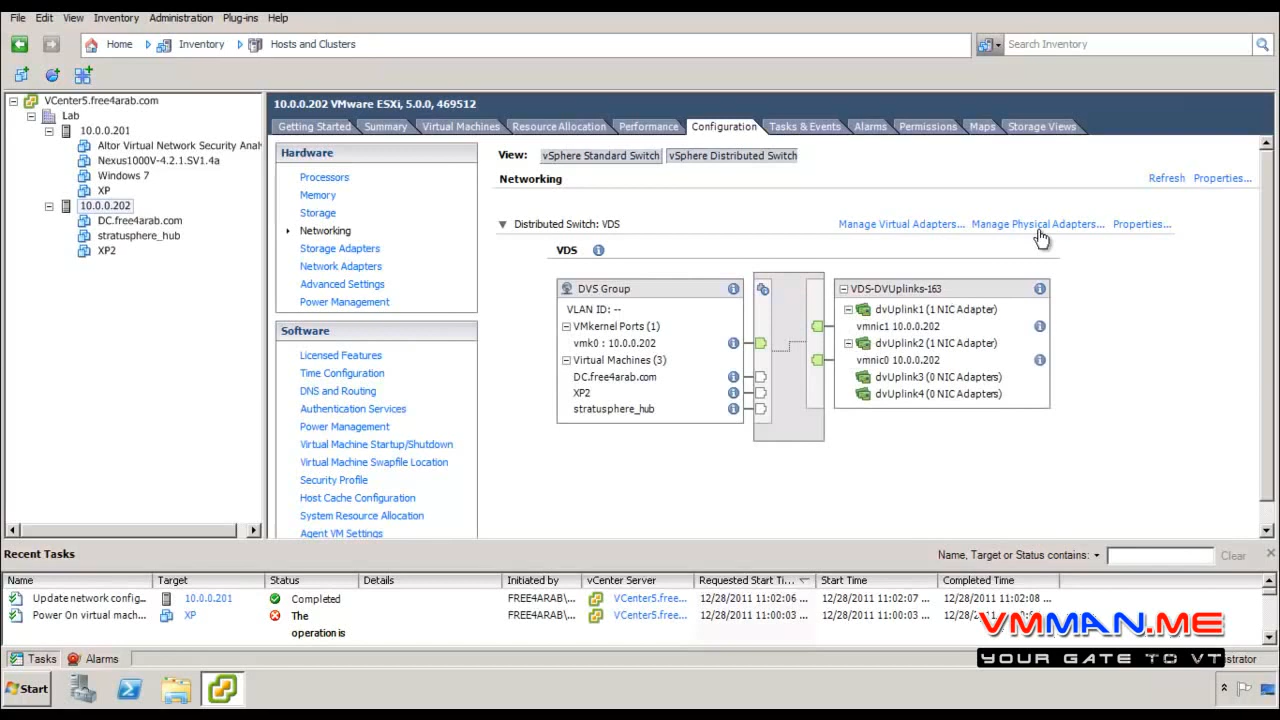 File Edit View Inventory Administration Plug-ins Help
Home Inventory Hosts and Clusters
Search Inventory
VCenter5.free4arab.com
Lab
10.0.0.201
Altor Virtual Network Security Anal
Nexus1000V-4.2.1.SV1.4a
Windows 7
XP
10.0.0.202
DC.free4arab.com
stratusphere_hub
XP2
10.0.0.202 VMware ESXi, 5.0.0, 469512
Getting Started Summary Virtual Machines Resource Allocation Performance Configuration Tasks & Events Alarms Permissions Maps Storage Views
Hardware
Processors
Memory
Storage
Networking
Storage Adapters
Network Adapters
Advanced Settings
Power Management
Software
Licensed Features
Time Configuration
DNS and Routing
Authentication Services
Power Management
Virtual Machine Startup/Shutdown
Virtual Machine Swapfile Location
Security Profile
Host Cache Configuration
System Resource Allocation
Agent VM Settings
View: vSphere Standard Switch vSphere Distributed Switch
Networking Refresh Properties...
Distributed Switch: VDS Manage Virtual Adapters... Manage Physical Adapters... Properties...
VDS
DVS Group
VLAN ID: --
VMkernel Ports (1)
vmk0 : 10.0.0.202
Virtual Machines (3)
DC.free4arab.com
XP2
stratusphere_hub
VDS-DVUplinks-163
dvUplink1 (1 NIC Adapter)
vmnic1 10.0.0.202
dvUplink2 (1 NIC Adapter)
vmnic0 10.0.0.202
dvUplink3 (0 NIC Adapters)
dvUplink4 (0 NIC Adapters)
Recent Tasks Name, Target or Status contains: Clear
Name Target Status Details Initiated by vCenter Server Requested Start Ti... Start Time Completed Time
Update network config... 10.0.0.201 Completed FREE4ARAB\... VCenter5.free... 12/28/2011 11:02:06 ... 12/28/2011 11:02:07 ... 12/28/2011 11:02:08 ...
Power On virtual mach... XP The FREE4ARAB\... VCenter5.free... 12/28/2011 11:00:03 ... 12/28/2011 11:00:03 ...
operation is
VMMAN.ME
YOUR GATE TO VT
Tasks Alarms
Start